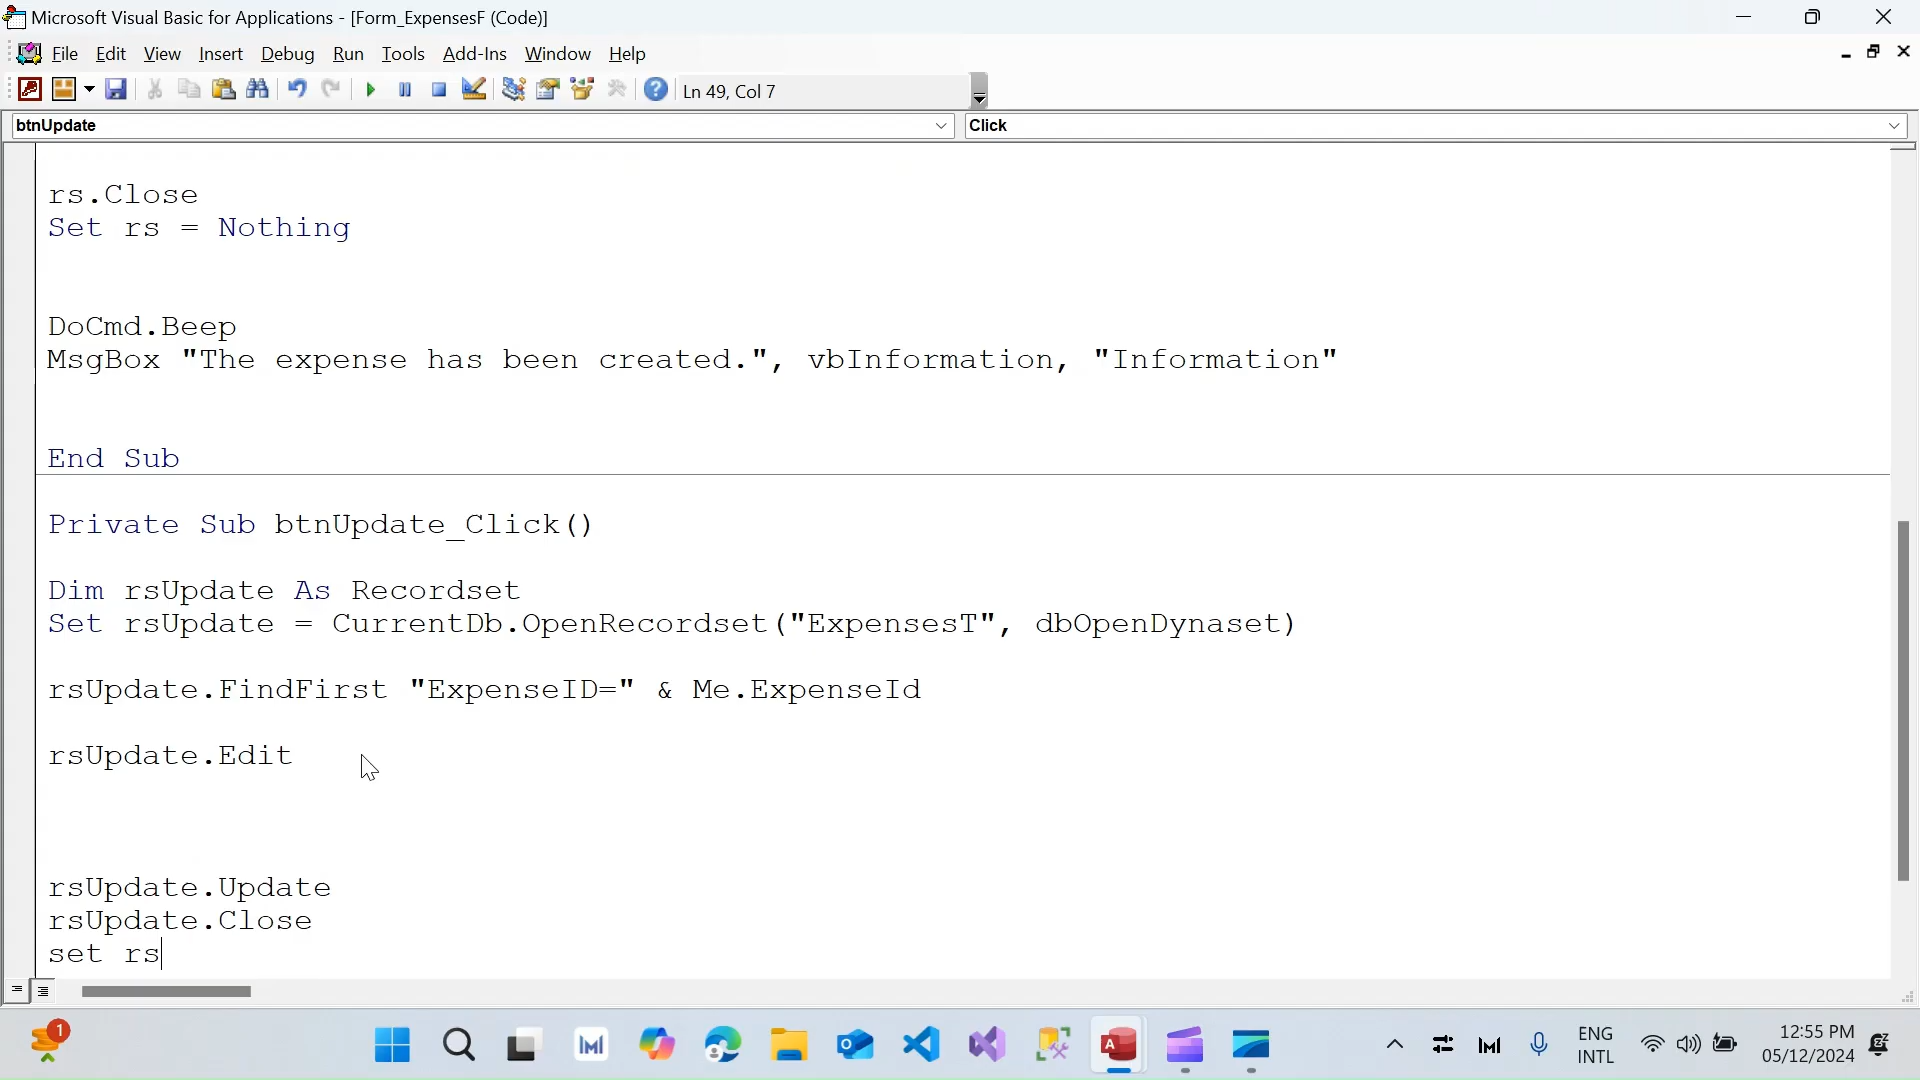 Microsoft Visual Basic for Applications - [Form_ExpensesF (Code)]
File Edit View Insert Debug Run Tools Add-Ins Window Help
Ln 49, Col 7
btnUpdate
Click
rs.Close
Set rs = Nothing
DoCmd.Beep
MsgBox "The expense has been created.", vbInformation, "Information"
End Sub
Private Sub btnUpdate_Click()
Dim rsUpdate As Recordset
Set rsUpdate = CurrentDb.OpenRecordset("ExpensesT", dbOpenDynaset)
rsUpdate.FindFirst "ExpenseID=" & Me.ExpenseId
rsUpdate.Edit
rsUpdate.Update
rsUpdate.Close
set rs
1
ENG
INTL
12:55 PM
05/12/2024